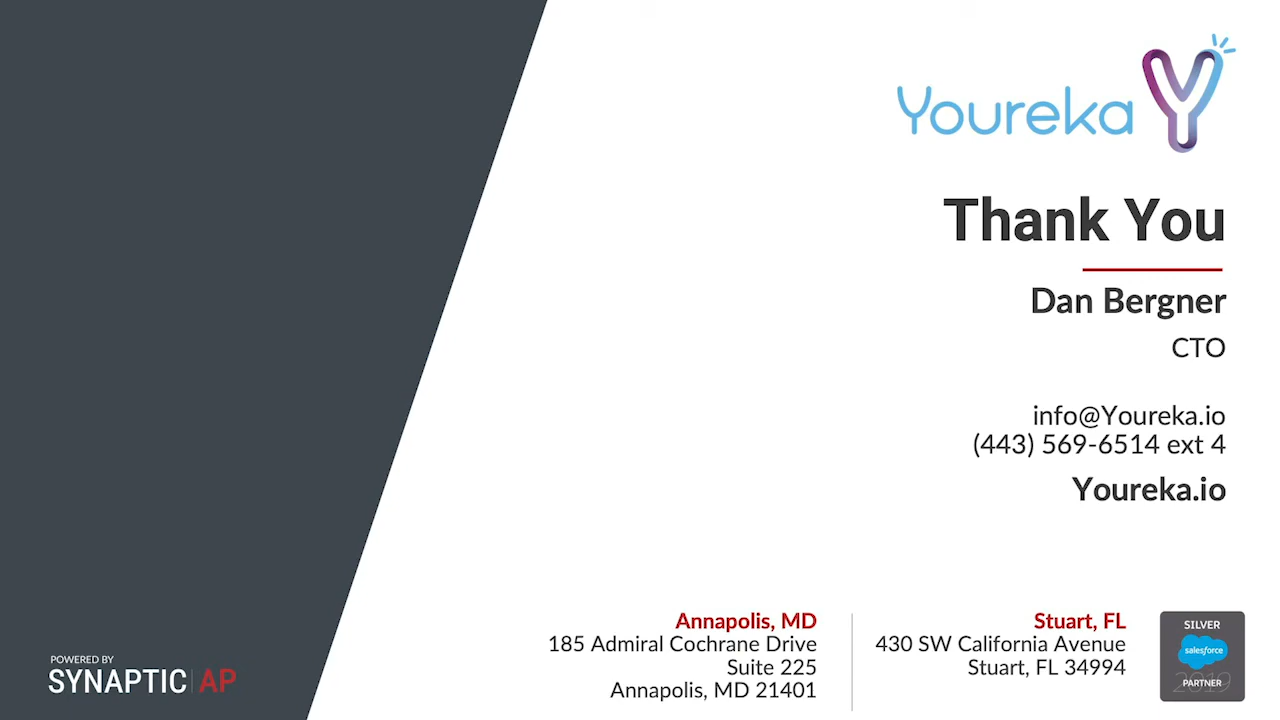 Youreka
Thank You
Dan Bergner
CTO
info@Youreka.io
(443) 569-6514 ext 4
Youreka.io
POWERED BY
SYNAPTIC AP
Annapolis, MD
185 Admiral Cochrane Drive
Suite 225
Annapolis, MD 21401
Stuart, FL
430 SW California Avenue
Stuart, FL 34994
SILVER
salesforce
PARTNER
2019